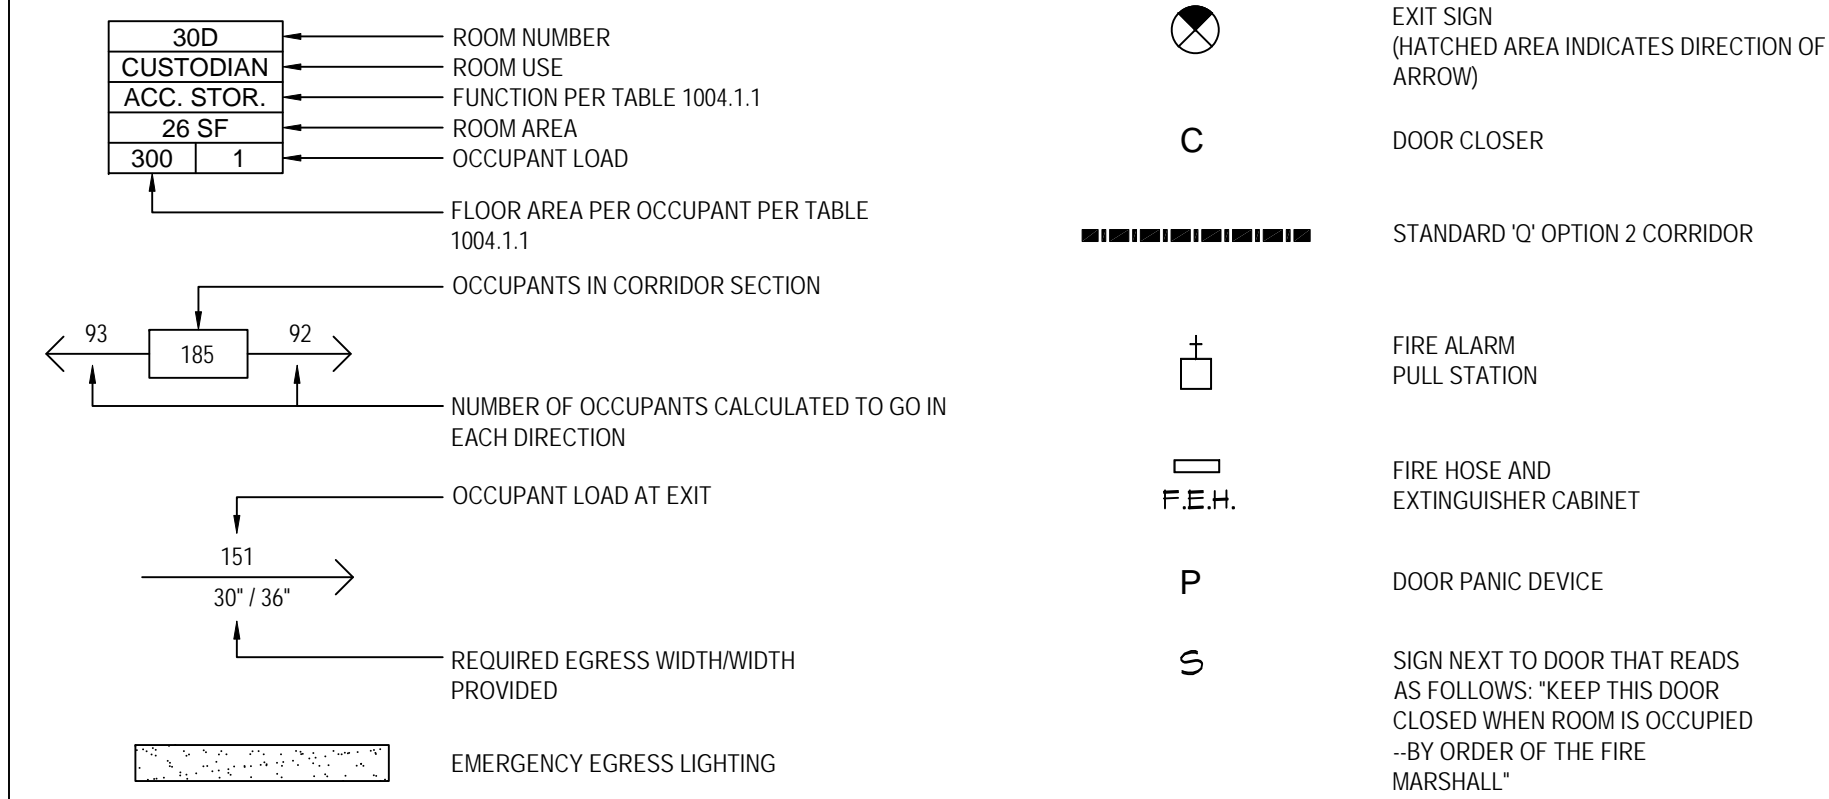 30D
ROOM NUMBER
CUSTODIAN
ROOM USE
ACC. STOR.
FUNCTION PER TABLE 1004.1.1
26 SF
ROOM AREA
300 1
OCCUPANT LOAD
FLOOR AREA PER OCCUPANT PER TABLE
1004.1.1
OCCUPANTS IN CORRIDOR SECTION
93
185
92
NUMBER OF OCCUPANTS CALCULATED TO GO IN
EACH DIRECTION
OCCUPANT LOAD AT EXIT
151
30" / 36"
REQUIRED EGRESS WIDTH/WIDTH
PROVIDED
EMERGENCY EGRESS LIGHTING
EXIT SIGN
(HATCHED AREA INDICATES DIRECTION OF
ARROW)
C
DOOR CLOSER
STANDARD 'Q' OPTION 2 CORRIDOR
FIRE ALARM
PULL STATION
F.E.H.
FIRE HOSE AND
EXTINGUISHER CABINET
P
DOOR PANIC DEVICE
S
SIGN NEXT TO DOOR THAT READS
AS FOLLOWS: "KEEP THIS DOOR
CLOSED WHEN ROOM IS OCCUPIED
--BY ORDER OF THE FIRE
MARSHALL"